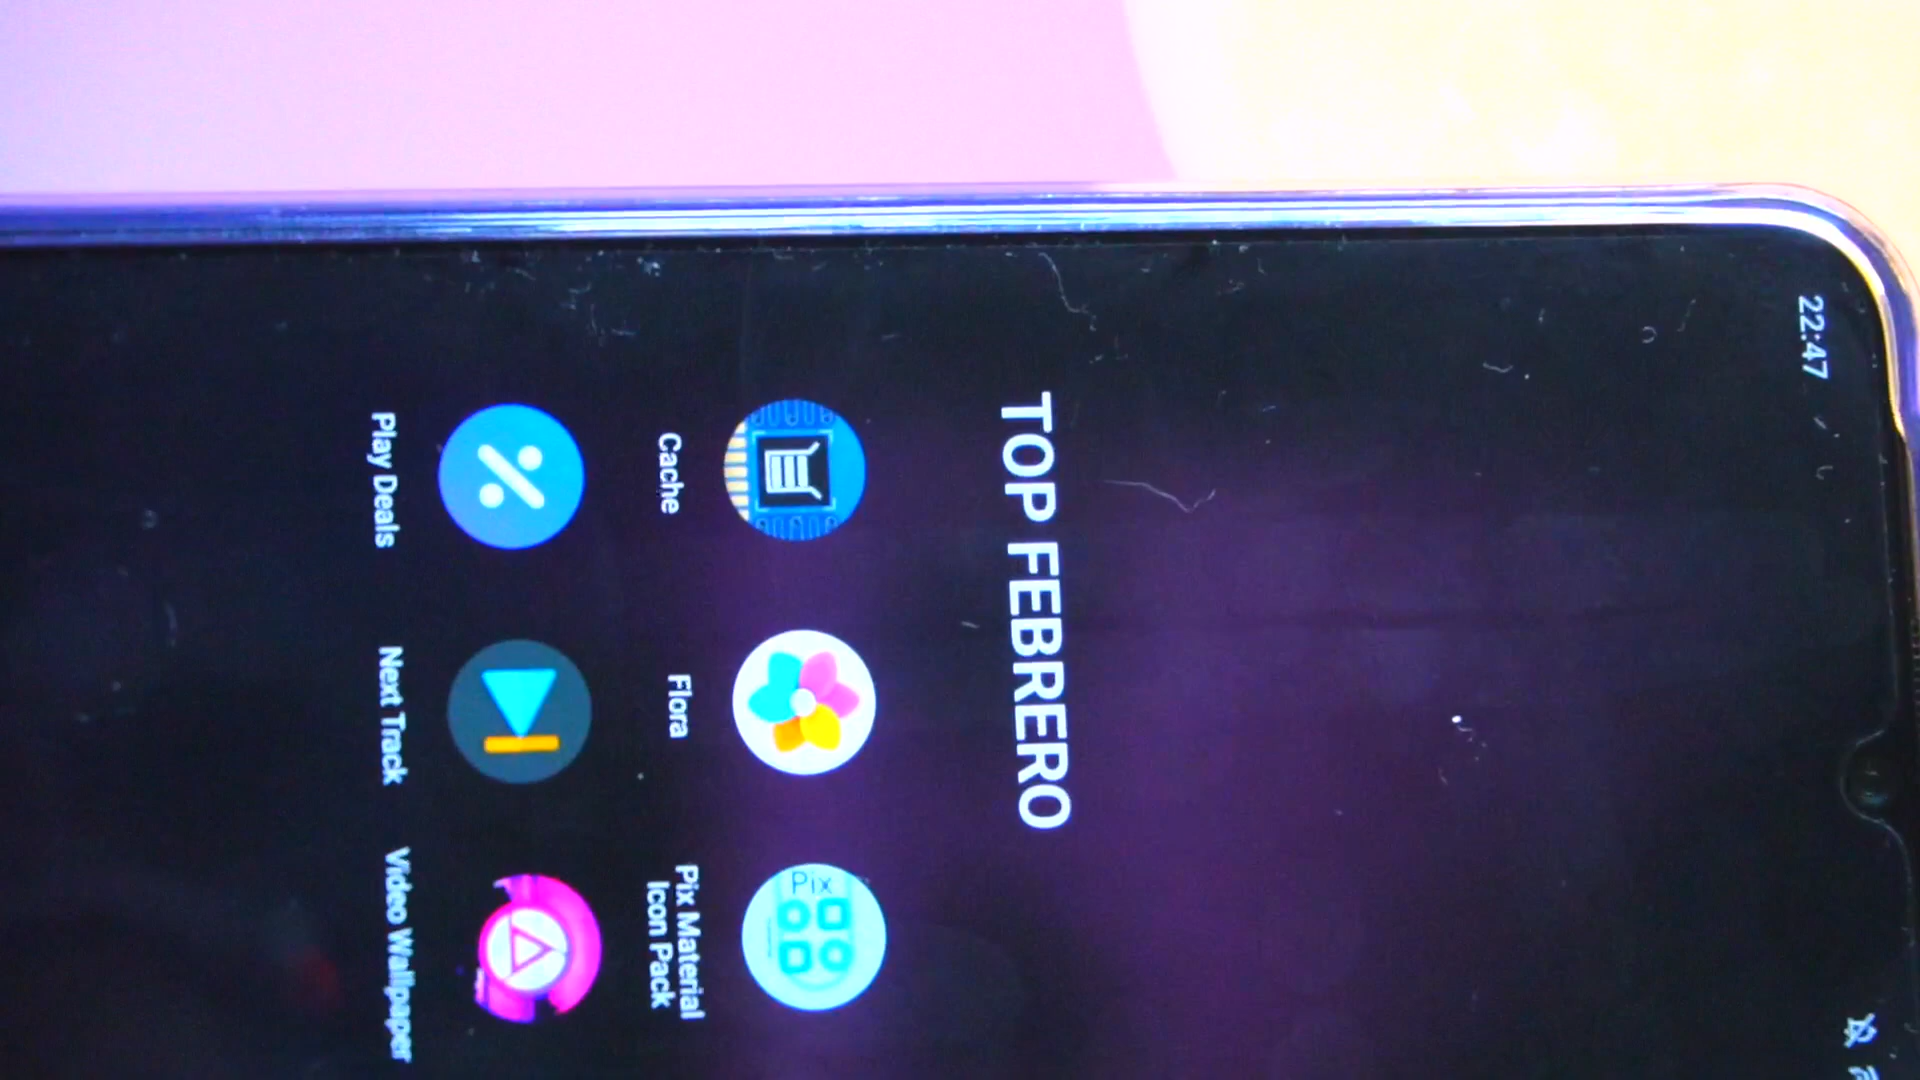 22:47
TOP FEBRERO
Cache
Flora
Pix
Pix Material
Icon Pack
Play Deals
Next Track
Video Wallpaper